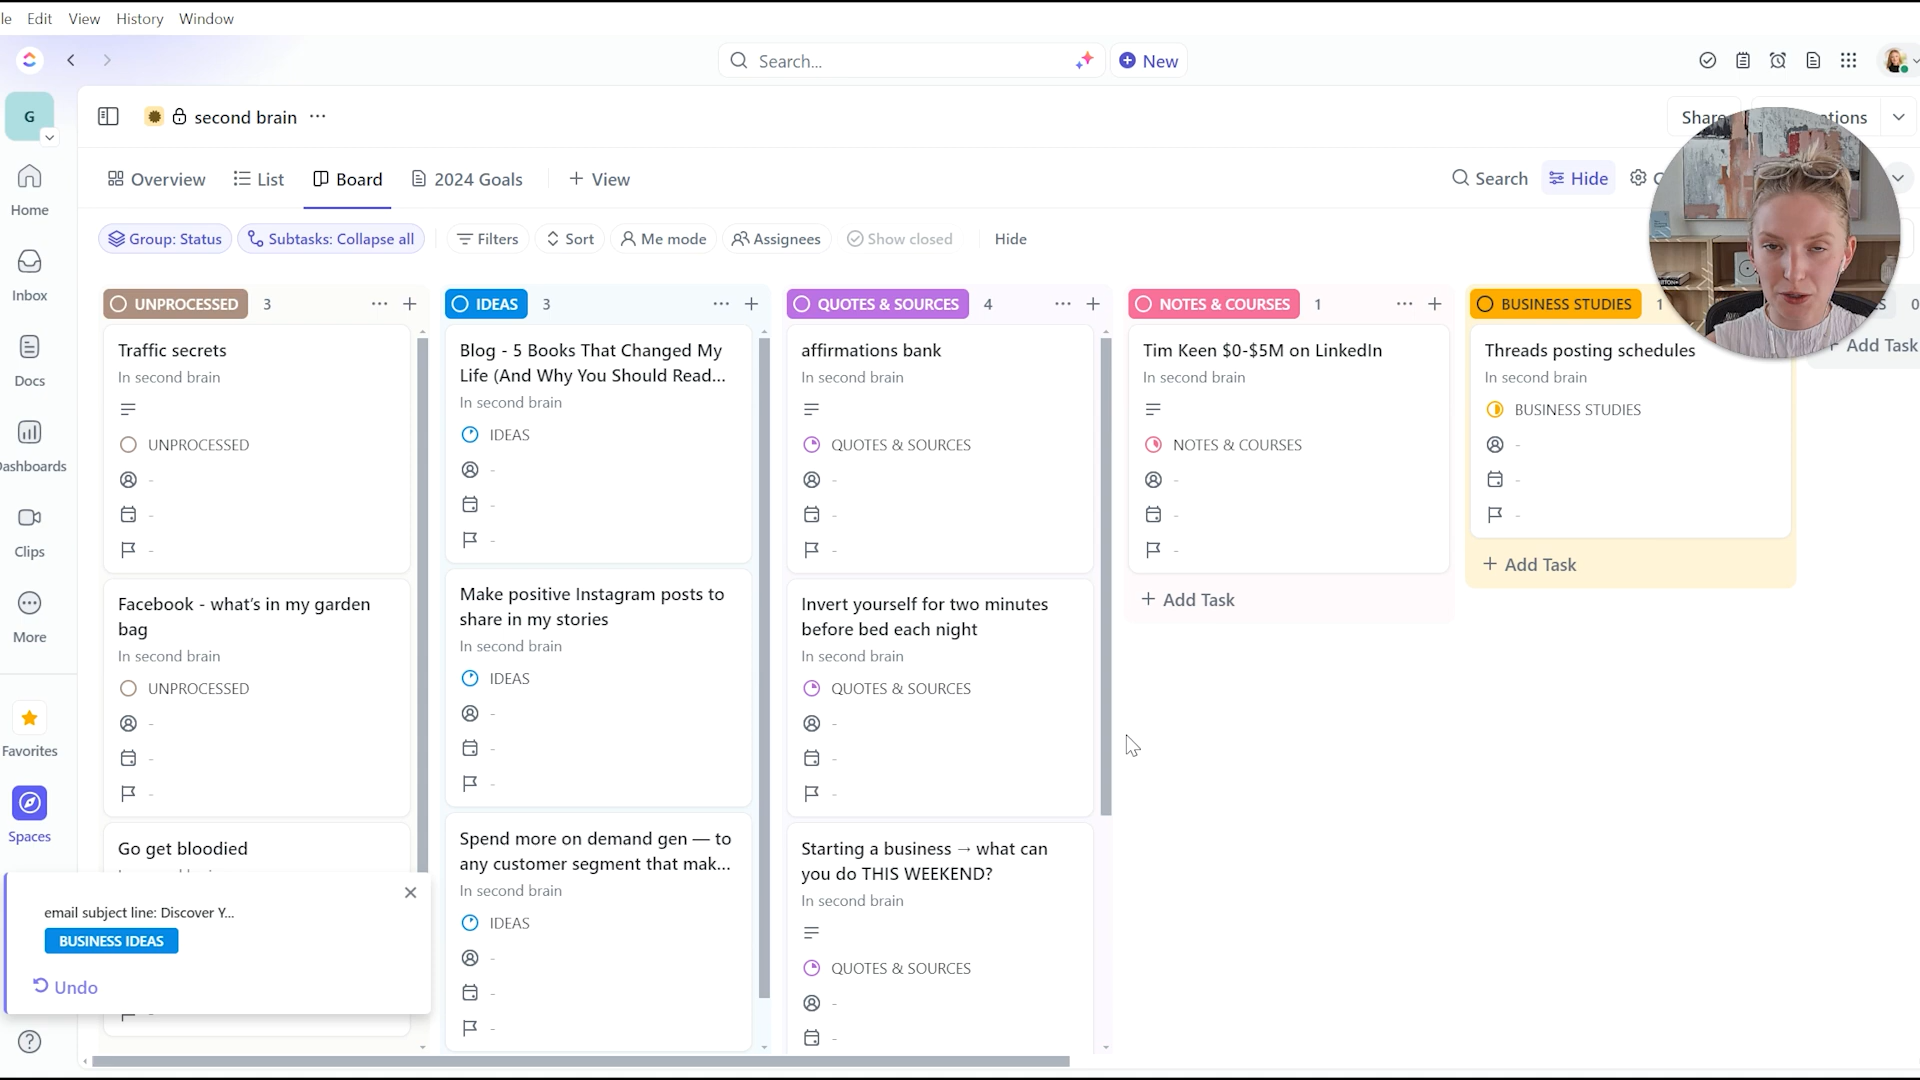 Edit View History Window
Search... New
G
second brain
Share
Overview List Board 2024 Goals View
Search Hide
Group: Status Subtasks: Collapse all Filters Sort Me mode Assignees Show closed Hide
Home
Inbox
Docs
Dashboards
Clips
More
Favorites
Spaces
UNPROCESSED 3
Traffic secrets
In second brain
UNPROCESSED
-
-
-
Facebook - what's in my garden
bag
In second brain
UNPROCESSED
-
-
-
Go get bloodied
IDEAS 3
Blog - 5 Books That Changed My
Life (And Why You Should Read...
In second brain
IDEAS
-
-
-
Make positive Instagram posts to
share in my stories
In second brain
IDEAS
-
-
-
Spend more on demand gen — to
any customer segment that mak...
In second brain
IDEAS
-
-
-
QUOTES & SOURCES 4
affirmations bank
In second brain
QUOTES & SOURCES
-
-
-
Invert yourself for two minutes
before bed each night
In second brain
QUOTES & SOURCES
-
-
-
Starting a business → what can
you do THIS WEEKEND?
In second brain
QUOTES & SOURCES
-
-
NOTES & COURSES 1
Tim Keen $0-$5M on LinkedIn
In second brain
NOTES & COURSES
-
-
-
+ Add Task
BUSINESS STUDIES 1
Threads posting schedules
In second brain
BUSINESS STUDIES
-
-
-
+ Add Task
0
Add Task
email subject line: Discover Y...
BUSINESS IDEAS
Undo